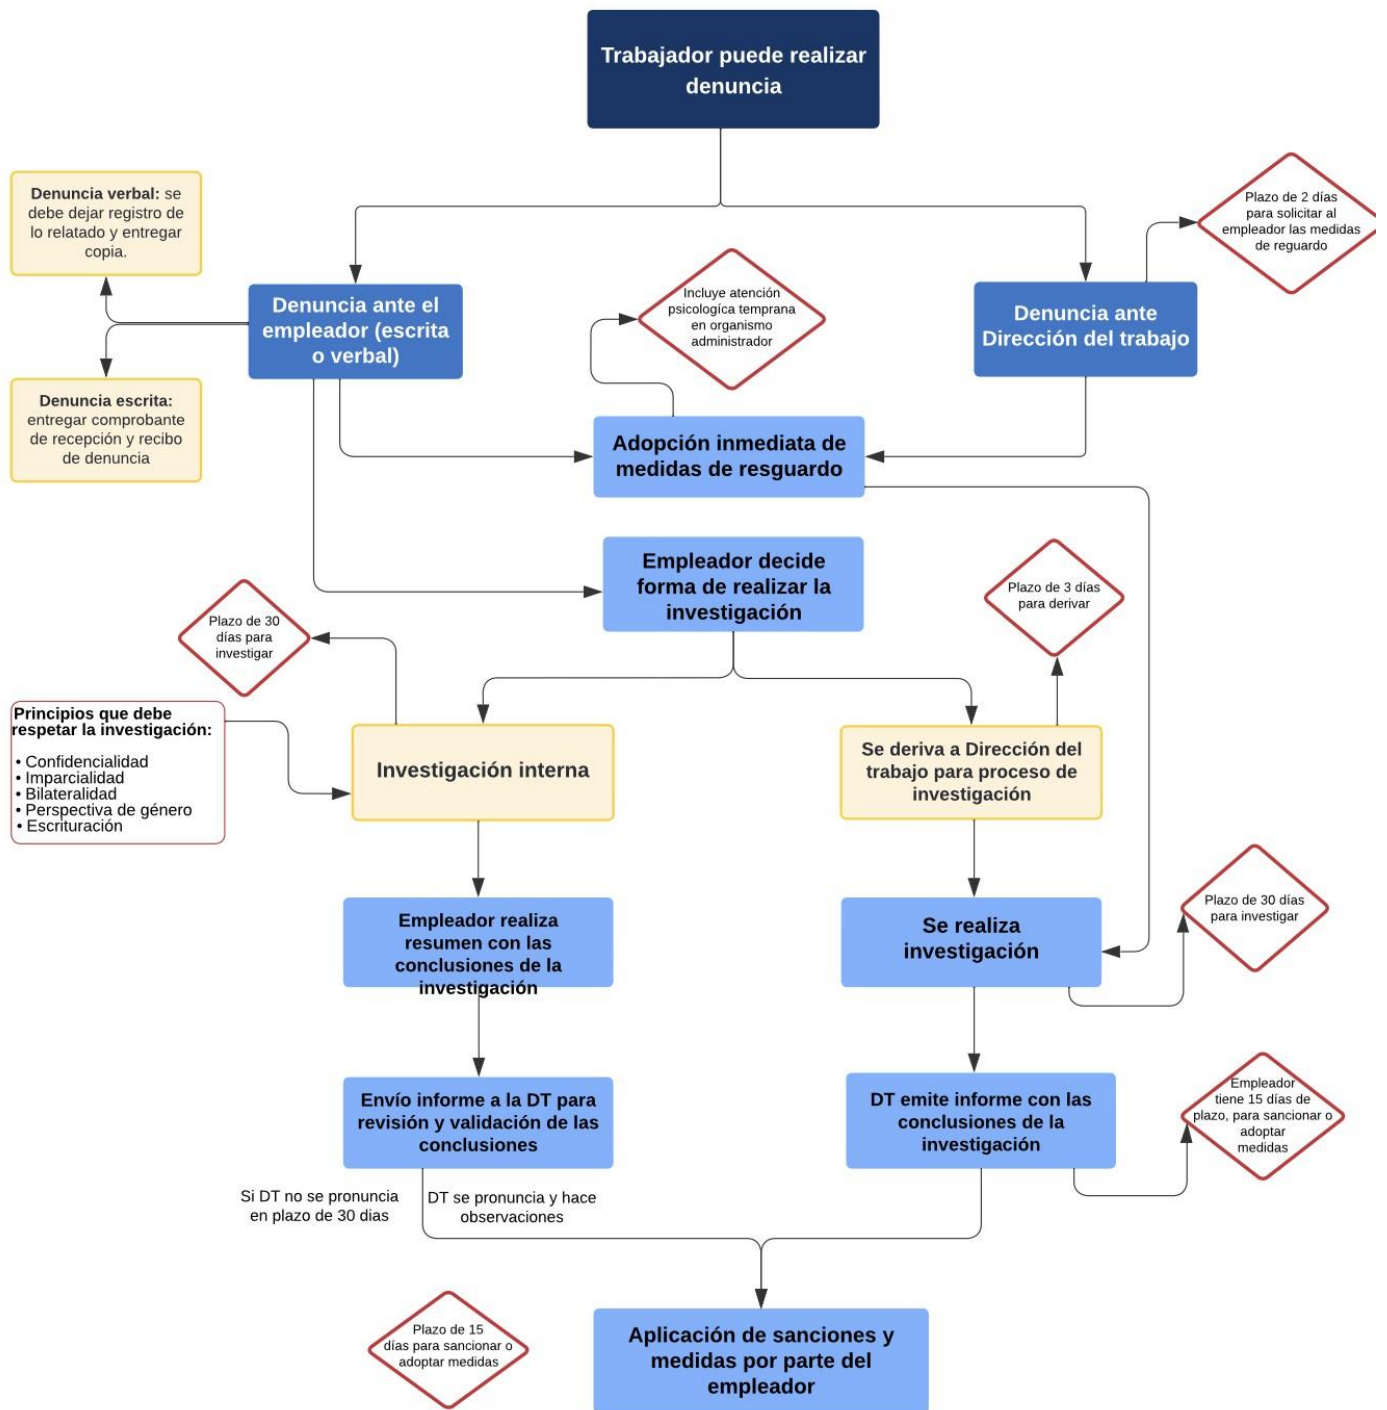 Trabajador puede realizar
denuncia
Denuncia verbal: se
debe dejar registro de
lo relatado y entregar
copia.
Plazo de 2 días
para solicitar al
empleador las medidas
de reguardo
Denuncia ante el
empleador (escrita
o verbal)
Incluye atención
psicologíca temprana
en organismo
administrador
Denuncia ante
Dirección del trabajo
Denuncia escrita:
entregar comprobante
de recepción y recibo
de denuncia
Adopción inmediata de
medidas de resguardo
Empleador decide
forma de realizar la
investigación
Plazo de 3 días
para derivar
Plazo de 30
días para
investigar
Principios que debe
respetar la investigación:
• Confidencialidad
• Imparcialidad
• Bilateralidad
• Perspectiva de género
• Escrituración
Investigación interna
Se deriva a Dirección del
trabajo para proceso de
investigación
Empleador realiza
resumen con las
conclusiones de la
investigación
Se realiza
investigación
Plazo de 30 días
para investigar
Envío informe a la DT para
revisión y validación de las
conclusiones
DT emite informe con las
conclusiones de la
investigación
Empleador
tiene 15 días de
plazo, para sancionar o
adoptar
medidas
Si DT no se pronuncia
en plazo de 30 dias
DT se pronuncia y hace
observaciones
Plazo de 15
días para sancionar o
adoptar medidas
Aplicación de sanciones y
medidas por parte del
empleador